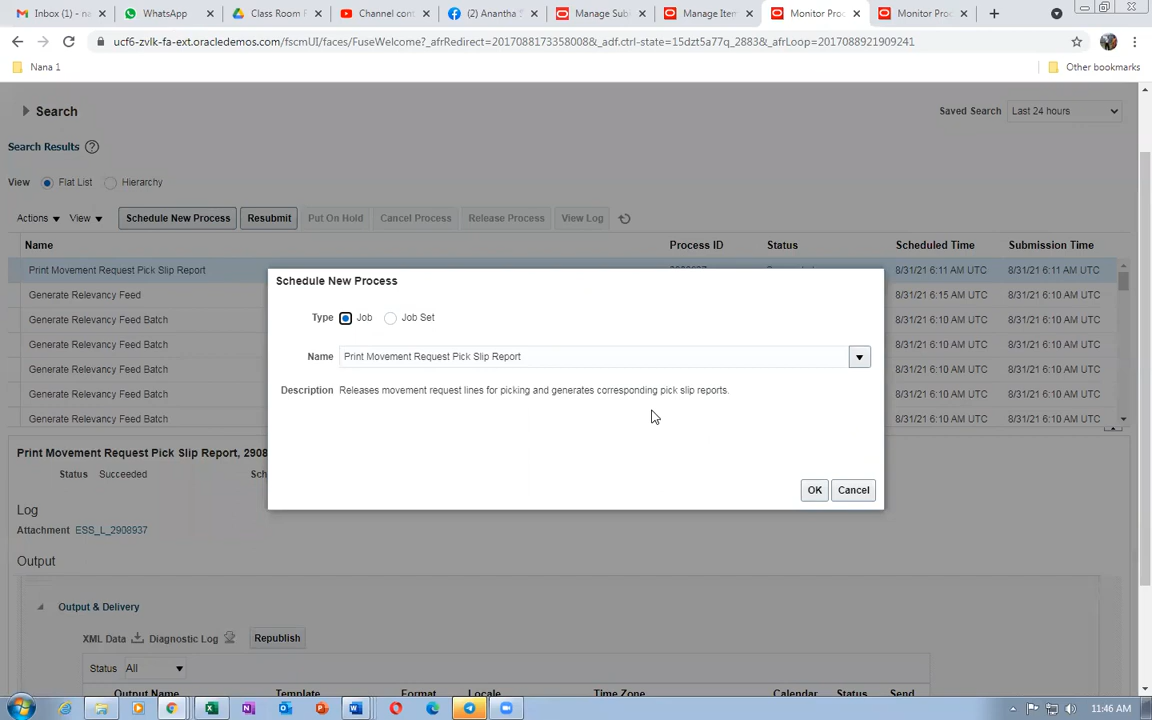 Inbox (1) - na
WhatsApp
Class Room F
Channel con
(2) Anantha
Manage Sub
Manage Item
Monitor Pro
Monitor Pro
ucf6-zvlk-fa-ext.oracledemos.com/fscmUI/faces/FuseWelcome?_afrRedirect=2017088173358008&_adf.ctrl-state=15dzt5a77q_2883&_afrLoop=2017088921909241
Nana 1
Other bookmarks
Search
Saved Search Last 24 hours
Search Results
View Flat List Hierarchy
Actions View Schedule New Process Resubmit Put On Hold Cancel Process Release Process View Log
Name Process ID Status Scheduled Time Submission Time
Print Movement Request Pick Slip Report 8/31/21 6:11 AM UTC 8/31/21 6:11 AM UTC
Generate Relevancy Feed 8/31/21 6:15 AM UTC 8/31/21 6:10 AM UTC
Generate Relevancy Feed Batch 8/31/21 6:10 AM UTC 8/31/21 6:10 AM UTC
Generate Relevancy Feed Batch 8/31/21 6:10 AM UTC 8/31/21 6:10 AM UTC
Generate Relevancy Feed Batch 8/31/21 6:10 AM UTC 8/31/21 6:10 AM UTC
Generate Relevancy Feed Batch 8/31/21 6:10 AM UTC 8/31/21 6:10 AM UTC
Generate Relevancy Feed Batch 8/31/21 6:10 AM UTC 8/31/21 6:10 AM UTC
Schedule New Process
Type Job Job Set
Name Print Movement Request Pick Slip Report
Description Releases movement request lines for picking and generates corresponding pick slip reports.
OK Cancel
Print Movement Request Pick Slip Report, 2908
Status Succeeded Sch
Log
Attachment ESS_L_2908937
Output
Output & Delivery
XML Data Diagnostic Log Republish
Status All
Output Name Template Format Locale Time Zone Calendar Status Send
11:46 AM